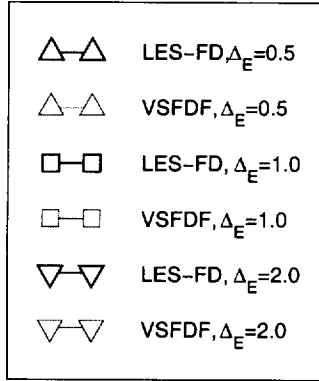 LES-FD,Δ_E=0.5
VSFDF,Δ_E=0.5
LES-FD, Δ_E=1.0
VSFDF, Δ_E=1.0
LES-FD, Δ_E=2.0
VSFDF, Δ_E=2.0